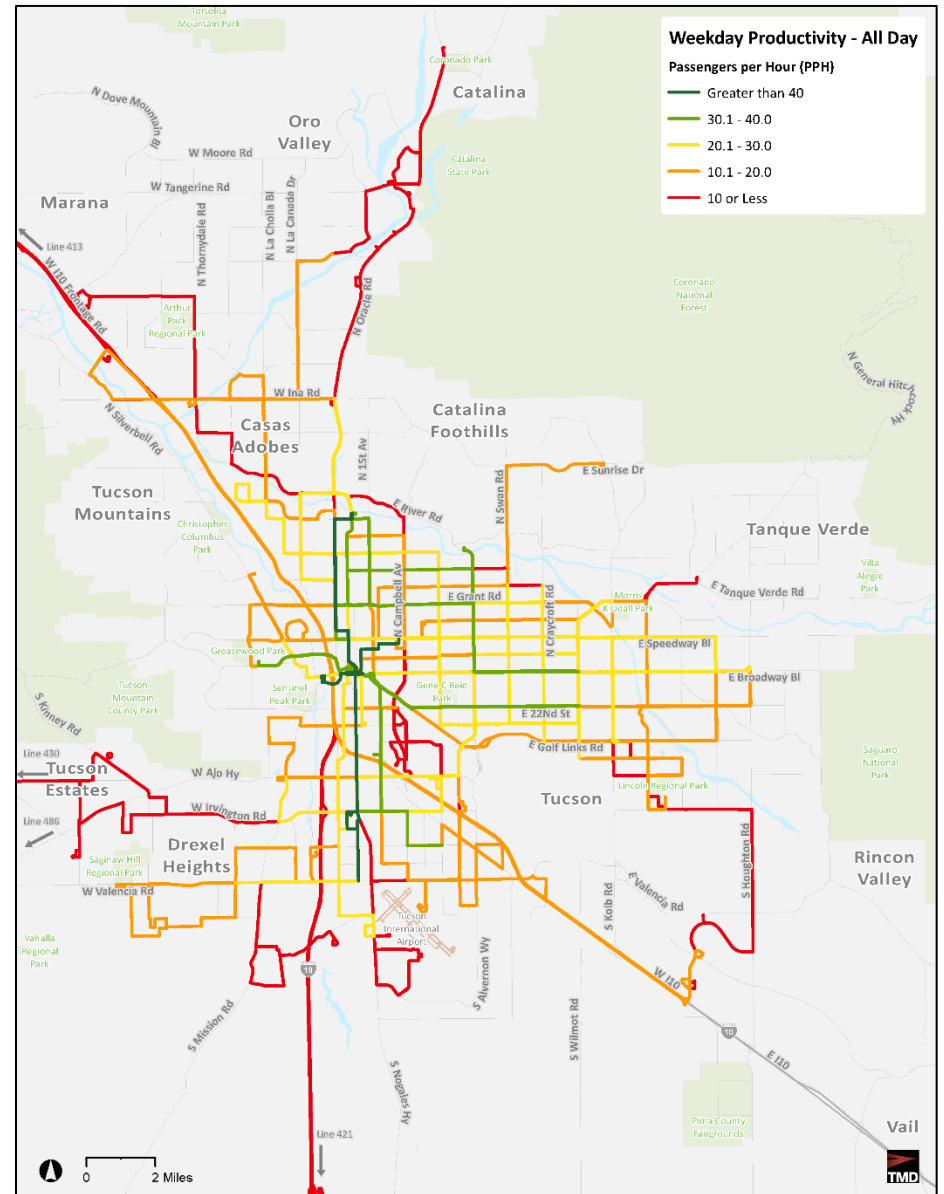 Tortolita
Mountain Park
Weekday Productivity - All Day
Passengers per Hour (PPH)
Greater than 40
30.1 - 40.0
20.1 - 30.0
10.1 - 20.0
10 or Less
Coronado Park
Catalina
N Dove Mountain Bl
Oro
Valley
W Moore Rd
Catalina
State Park
W Tangerine Rd
Marana
N Thornydale Rd
N La Cholla Bl
N La Canada Dr
Line 413
W I10 Frontage Rd
Arthur
Pack
Regional Park
N Oracle Rd
Coronado
National
Forest
N General Hitchcock Hy
W Ina Rd
Catalina
Foothills
N Silverbell Rd
Casas
Adobes
N 1St Av
E Sunrise Dr
N Swan Rd
Tucson
Mountains
E River Rd
Christopher
Columbus
Park
Tanque Verde
Villa
Alegre
Park
E Tanque Verde Rd
N Campbell Av
E Grant Rd
N Craycroft Rd
Morris
K Udall Park
Greasewood Park
E Speedway Bl
E Broadway Bl
Tucson
Mountain
County Park
Sentinel
Peak Park
Gene C Reid
Park
S Kinney Rd
E 22Nd St
E Golf Links Rd
Saguaro
National
Park
Line 430
Tucson
Estates
W Ajo Hy
Lincoln Regional Park
Tucson
W Irvington Rd
Line 486
Drexel
Heights
S Houghton Rd
Saginaw Hill
Regional Park
Rincon
Valley
W Valencia Rd
S Kolb Rd
E Valencia Rd
Tucson
International
Airport
Vahalla
Regional
Park
S Alvernon Wy
19
W I10
S Mission Rd
S Wilmot Rd
10
E I10
S Nogales Hy
Pima County
Fairgrounds
Vail
Line 421
0
2 Miles
TMD